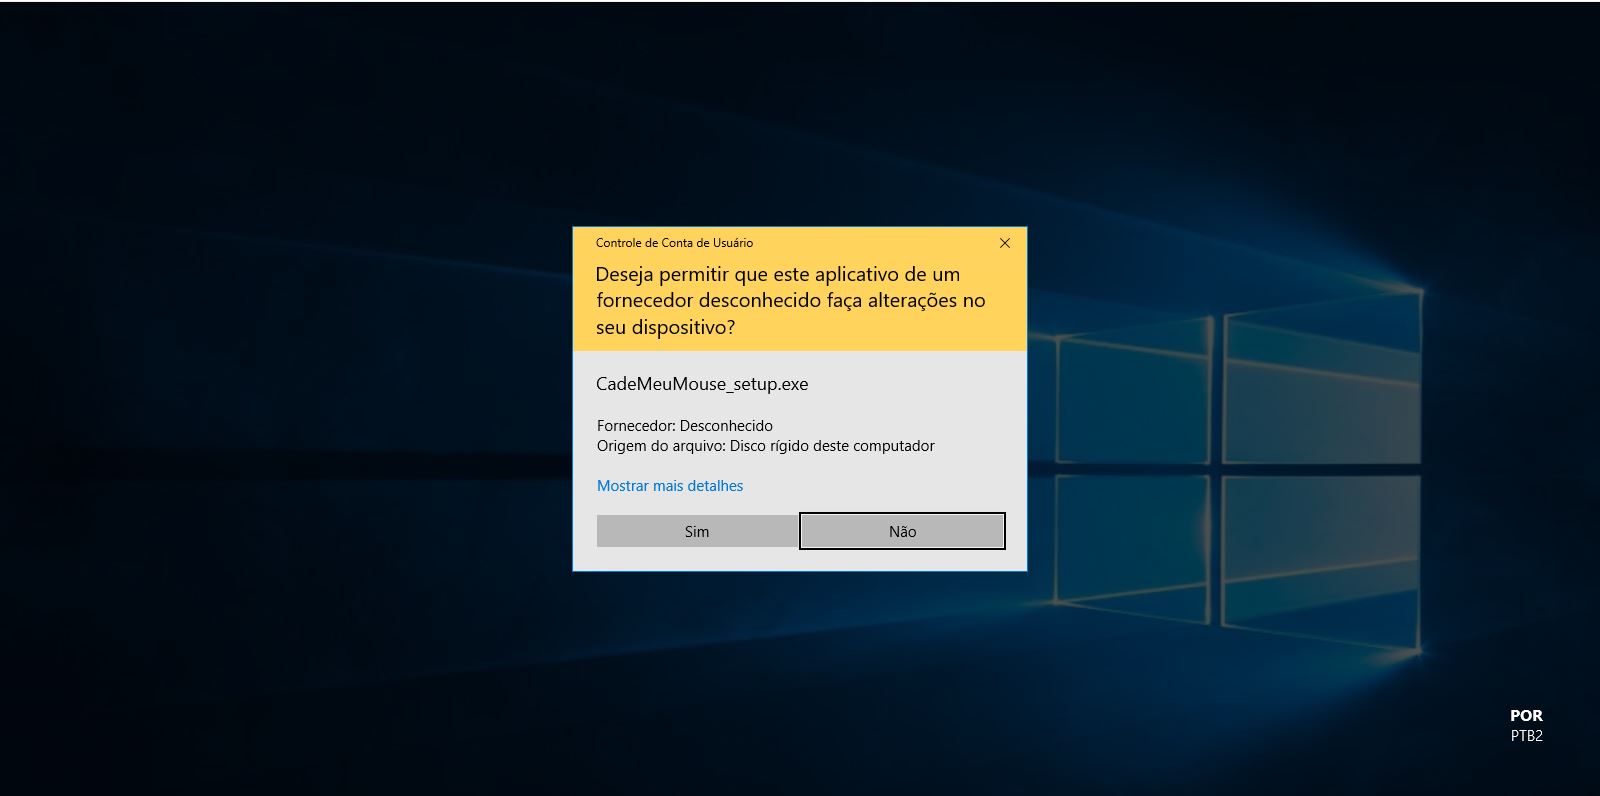 Controle de Conta de Usuário
Deseja permitir que este aplicativo de um
fornecedor desconhecido faça alterações no
seu dispositivo?
CadeMeuMouse_setup.exe
Fornecedor: Desconhecido
Origem do arquivo: Disco rígido deste computador
Mostrar mais detalhes
Sim
Não
POR
PTB2